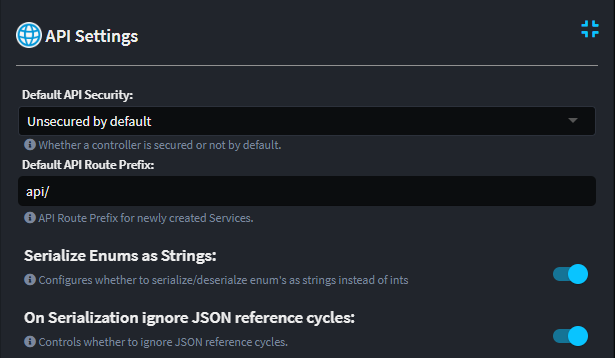 API Settings
Default API Security:
Unsecured by default
Whether a controller is secured or not by default.
Default API Route Prefix:
api/
API Route Prefix for newly created Services.
Serialize Enums as Strings:
Configures whether to serialize/deserialze enum's as strings instead of ints
On Serialization ignore JSON reference cycles:
Controls whether to ignore JSON reference cycles.